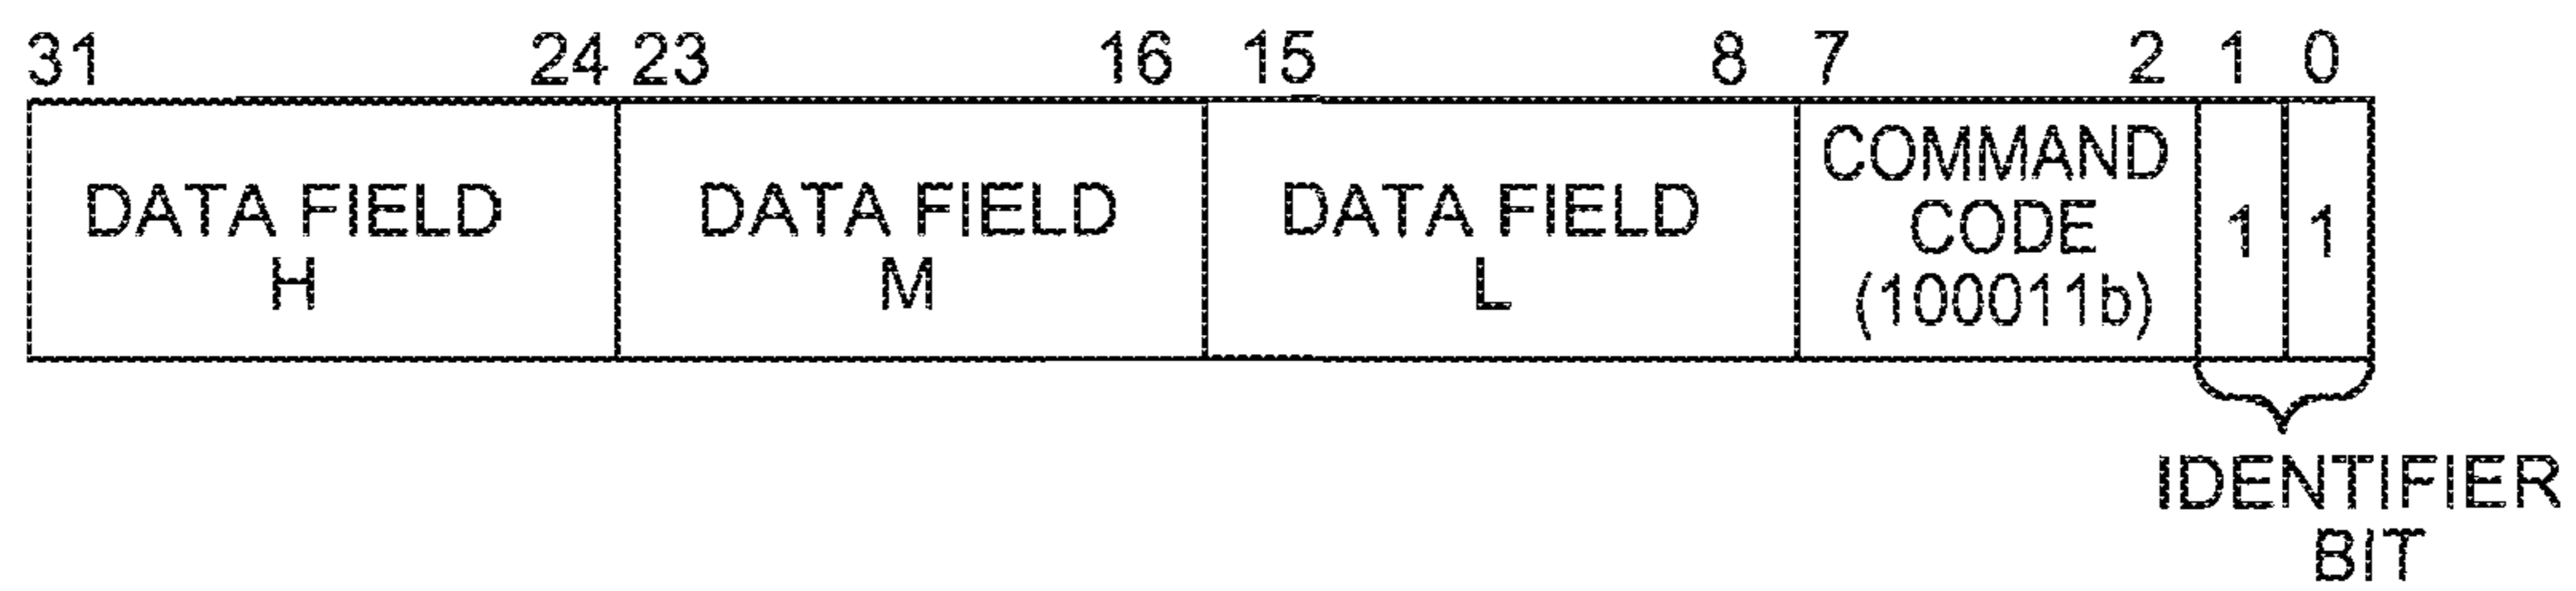 31 24 23 16 15 8 7 2 1 0
DATA FIELD
H
DATA FIELD
M
DATA FIELD
L
COMMAND
CODE
(100011b)
1 1
IDENTIFIER
BIT